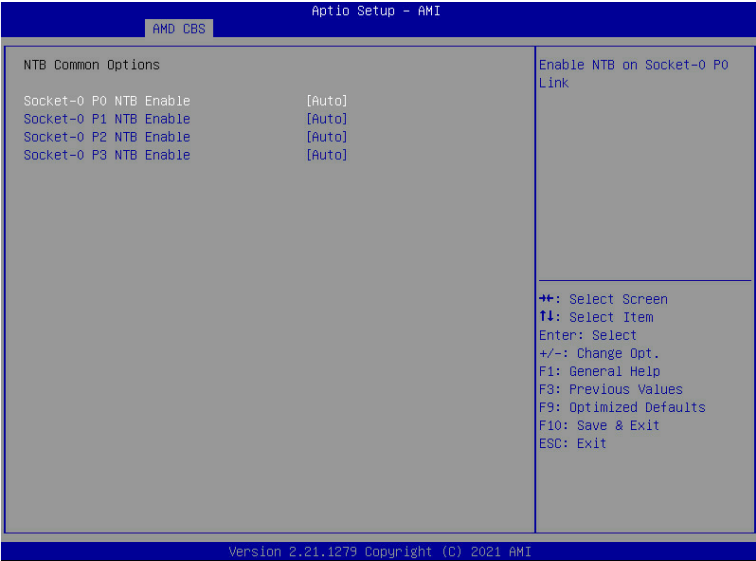 Aptio Setup - AMI
AMD CBS
NTB Common Options
Socket-0 P0 NTB Enable [Auto]
Socket-0 P1 NTB Enable [Auto]
Socket-0 P2 NTB Enable [Auto]
Socket-0 P3 NTB Enable [Auto]
Enable NTB on Socket-0 P0
Link
→←: Select Screen
↑↓: Select Item
Enter: Select
+/-: Change Opt.
F1: General Help
F3: Previous Values
F9: Optimized Defaults
F10: Save & Exit
ESC: Exit
Version 2.21.1279 Copyright (C) 2021 AMI